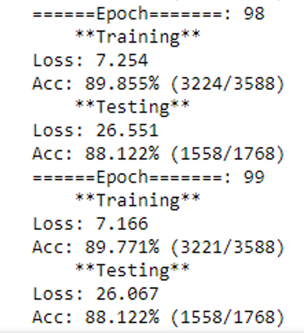 ======Epoch=======: 98
**Training**
Loss: 7.254
Acc: 89.855% (3224/3588)
**Testing**
Loss: 26.551
Acc: 88.122% (1558/1768)
======Epoch=======: 99
**Training**
Loss: 7.166
Acc: 89.771% (3221/3588)
**Testing**
Loss: 26.067
Acc: 88.122% (1558/1768)